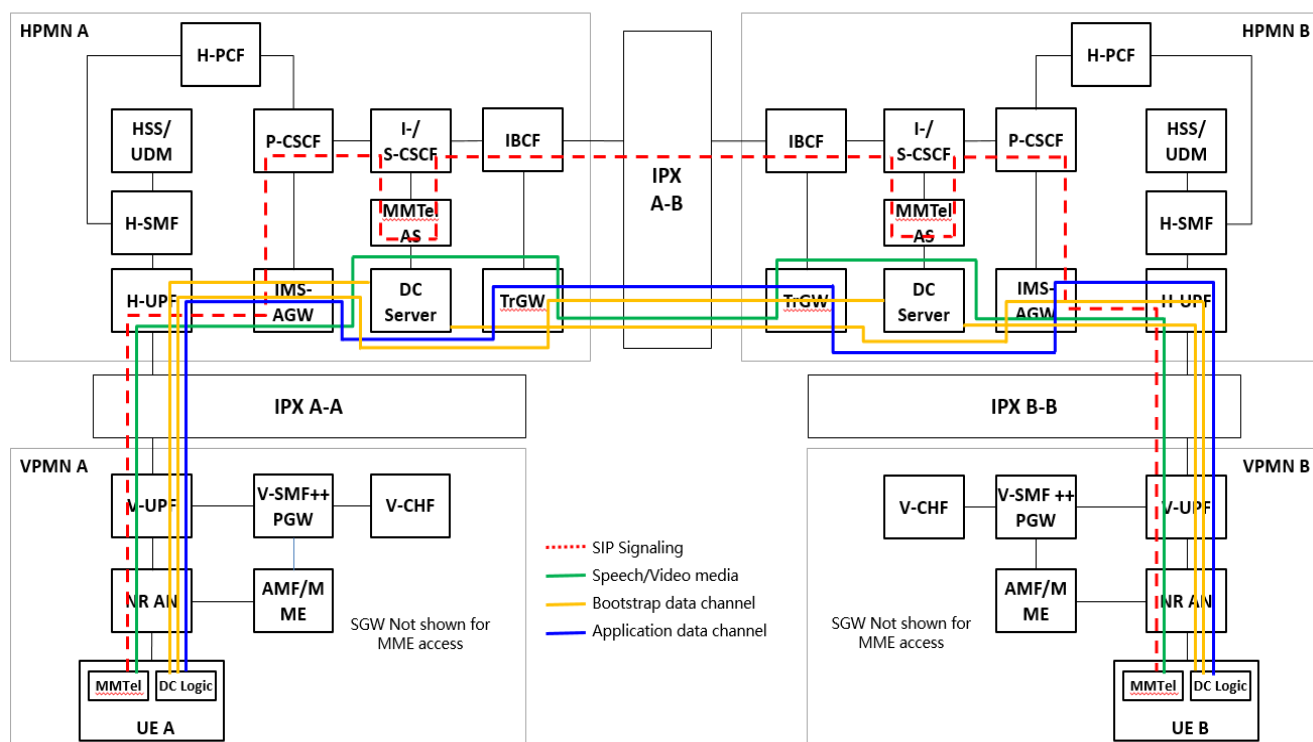 HPMN A
H-PCF
HSS/
UDM
P-CSCF
I-/
S-CSCF
IBCF
H-SMF
MMTel
AS
H-UPF
IMS-
AGW
DC
Server
TrGW
IPX
A-B
HPMN B
H-PCF
IBCF
I-/
S-CSCF
P-CSCF
HSS/
UDM
MMTel
AS
H-SMF
TrGW
DC
Server
IMS-
AGW
H-UPF
IPX A-A
IPX B-B
VPMN A
V-UPF
V-SMF++
PGW
V-CHF
NR AN
AMF/M
ME
SGW Not shown for
MME access
MMTel
DC Logic
UE A
SIP Signaling
Speech/Video media
Bootstrap data channel
Application data channel
VPMN B
V-CHF
V-SMF ++
PGW
V-UPF
AMF/M
ME
NR AN
SGW Not shown for
MME access
MMTel
DC Logic
UE B